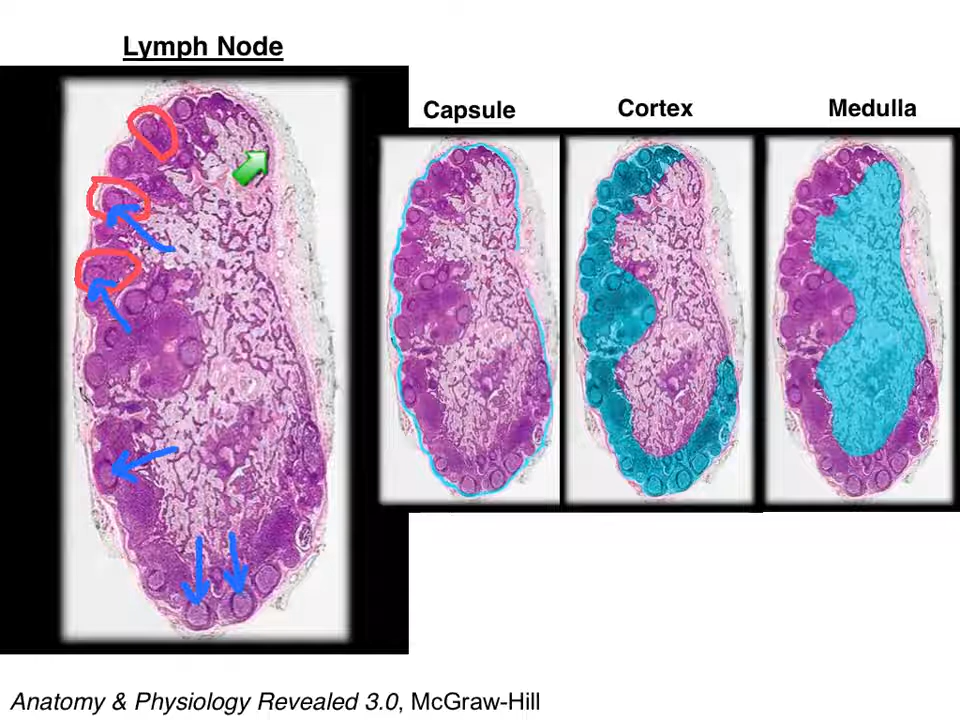 Lymph Node
Capsule
Cortex
Medulla
Anatomy & Physiology Revealed 3.0, McGraw-Hill